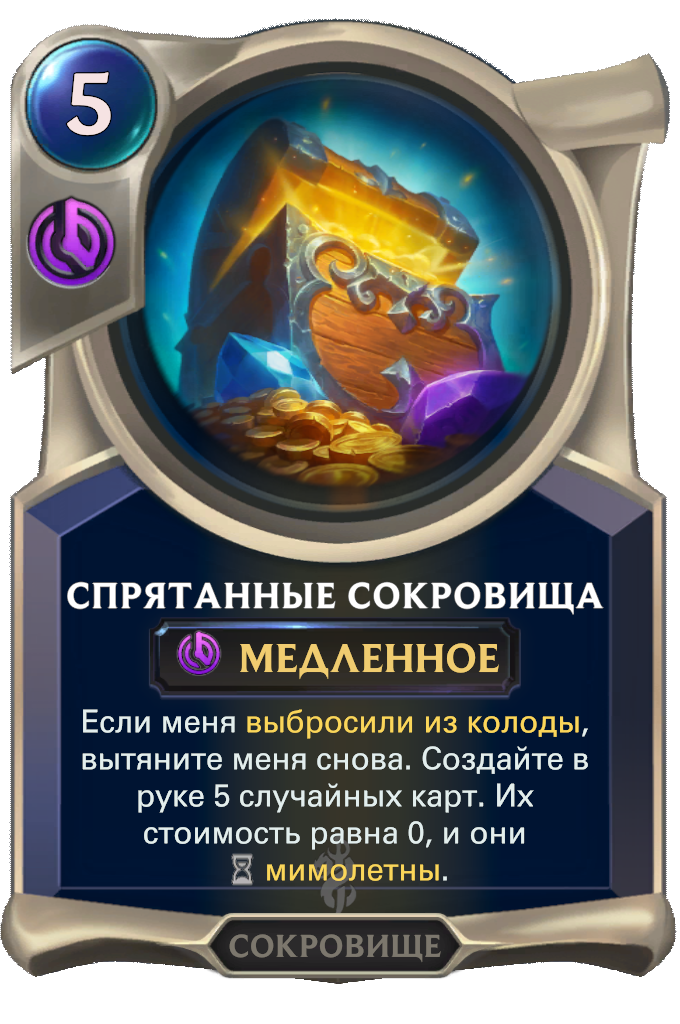 5
СПРЯТАННЫЕ СОКРОВИЩА
МЕДЛЕННОЕ
Если меня выбросили из колоды,
вытяните меня снова. Создайте в
руке 5 случайных карт. Их
стоимость равна 0, и они
мимолетны.
СОКРОВИЩЕ